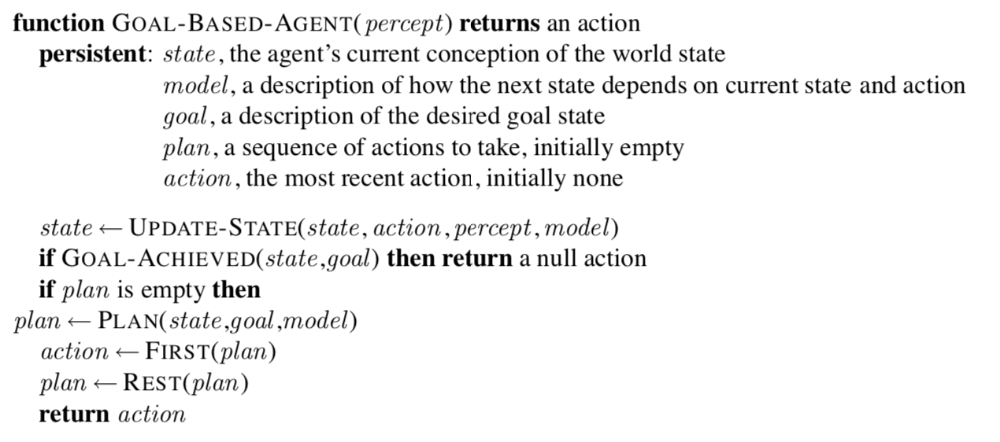 function GOAL-BASED-AGENT(percept) returns an action
persistent: state, the agent's current conception of the world state
model, a description of how the next state depends on current state and action
goal, a description of the desired goal state
plan, a sequence of actions to take, initially empty
action, the most recent action, initially none
state ← UPDATE-STATE(state, action, percept, model)
if GOAL-ACHIEVED(state,goal) then return a null action
if plan is empty then
plan ← PLAN(state,goal,model)
action ← FIRST(plan)
plan ← REST(plan)
return action